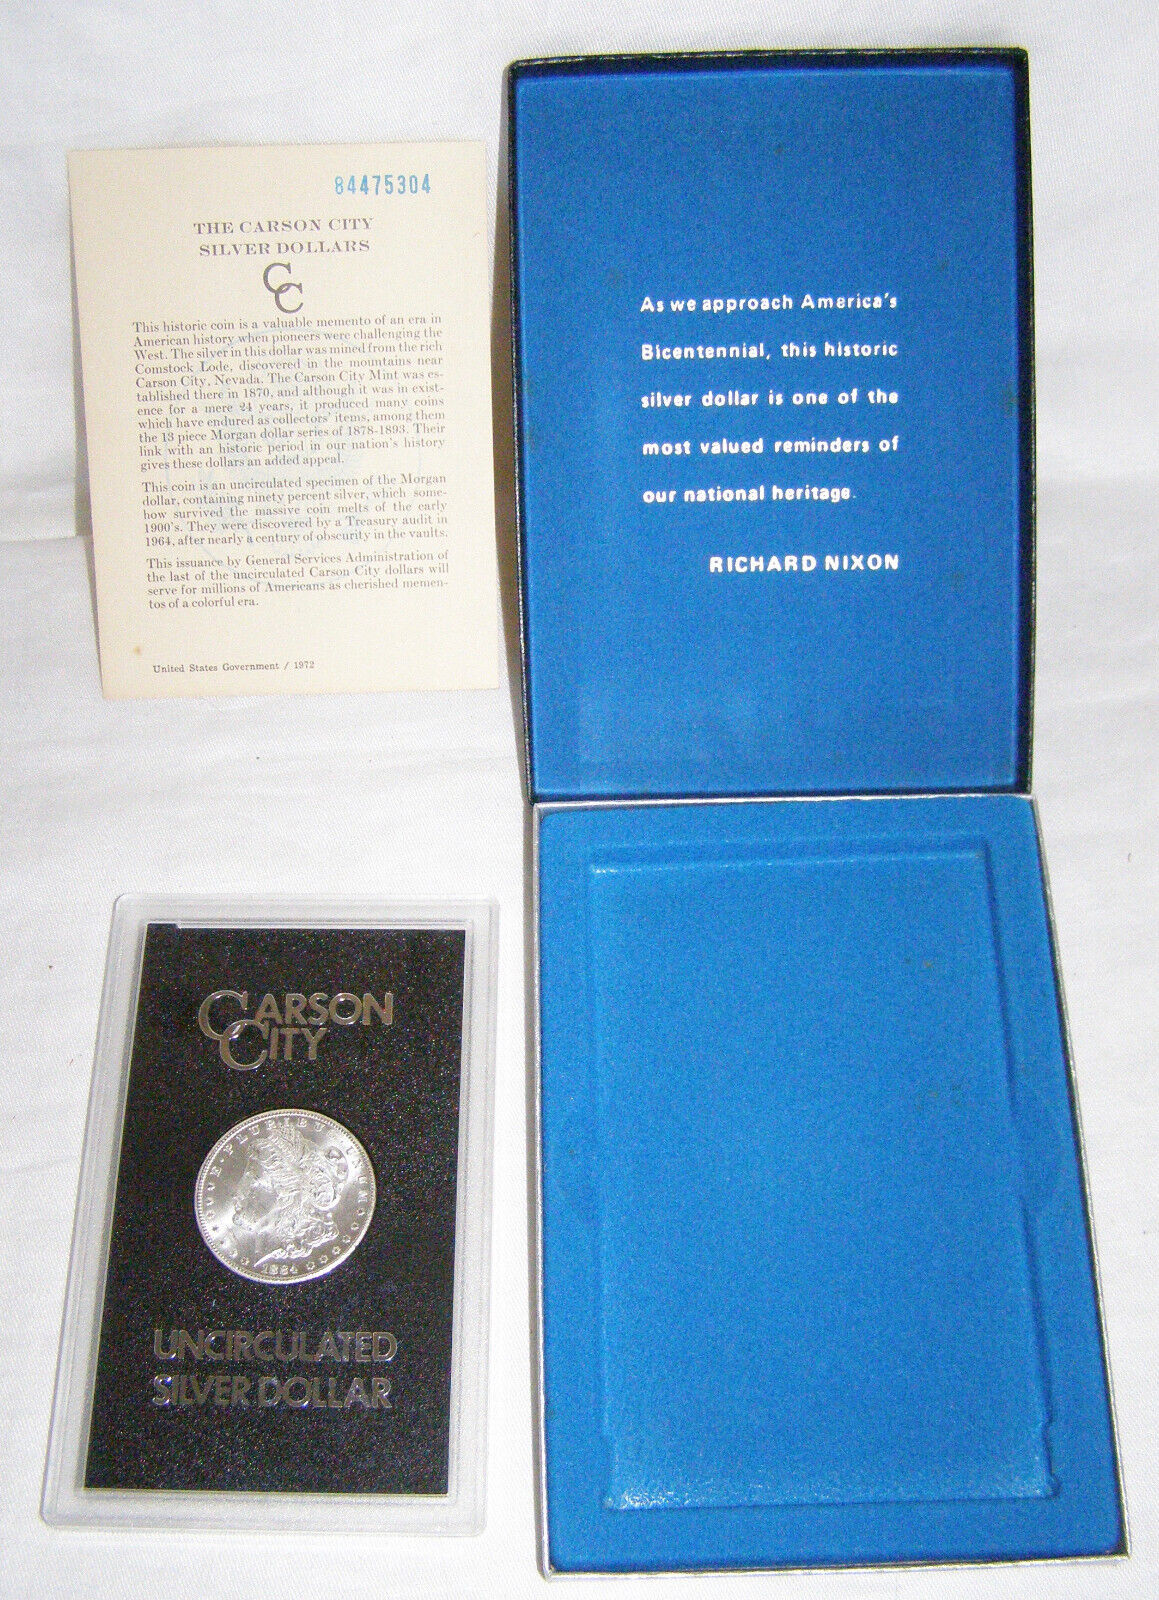 84475304
THE CARSON CITY
SILVER DOLLARS
CC
This historic coin is a valuable memento of an era in
American history when pioneers were challenging the
West. The silver in this dollar was mined from the rich
Comstock Lode, discovered in the mountains near
Carson City, Nevada. The Carson City Mint was es-
tablished there in 1870, and although it was in exist-
ence for a mere 24 years, it produced many coins
which have endured as collectors' items, among them
the 13 piece Morgan dollar series of 1878-1893. Their
link with an historic period in our nation's history
gives these dollars an added appeal.
This coin is an uncirculated specimen of the Morgan
dollar, containing ninety percent silver, which some-
how survived the massive coin melts of the early
1900's. They were discovered by a Treasury audit in
1964, after nearly a century of obscurity in the vaults.
This issuance by General Services Administration of
the last of the uncirculated Carson City dollars will
serve for millions of Americans as cherished memen-
tos of a colorful era.
United States Government / 1972
As we approach America's
Bicentennial, this historic
silver dollar is one of the
most valued reminders of
our national heritage.
RICHARD NIXON
CARSON
CITY
E·PLURIBUS UNUM
1884
UNCIRCULATED
SILVER DOLLAR